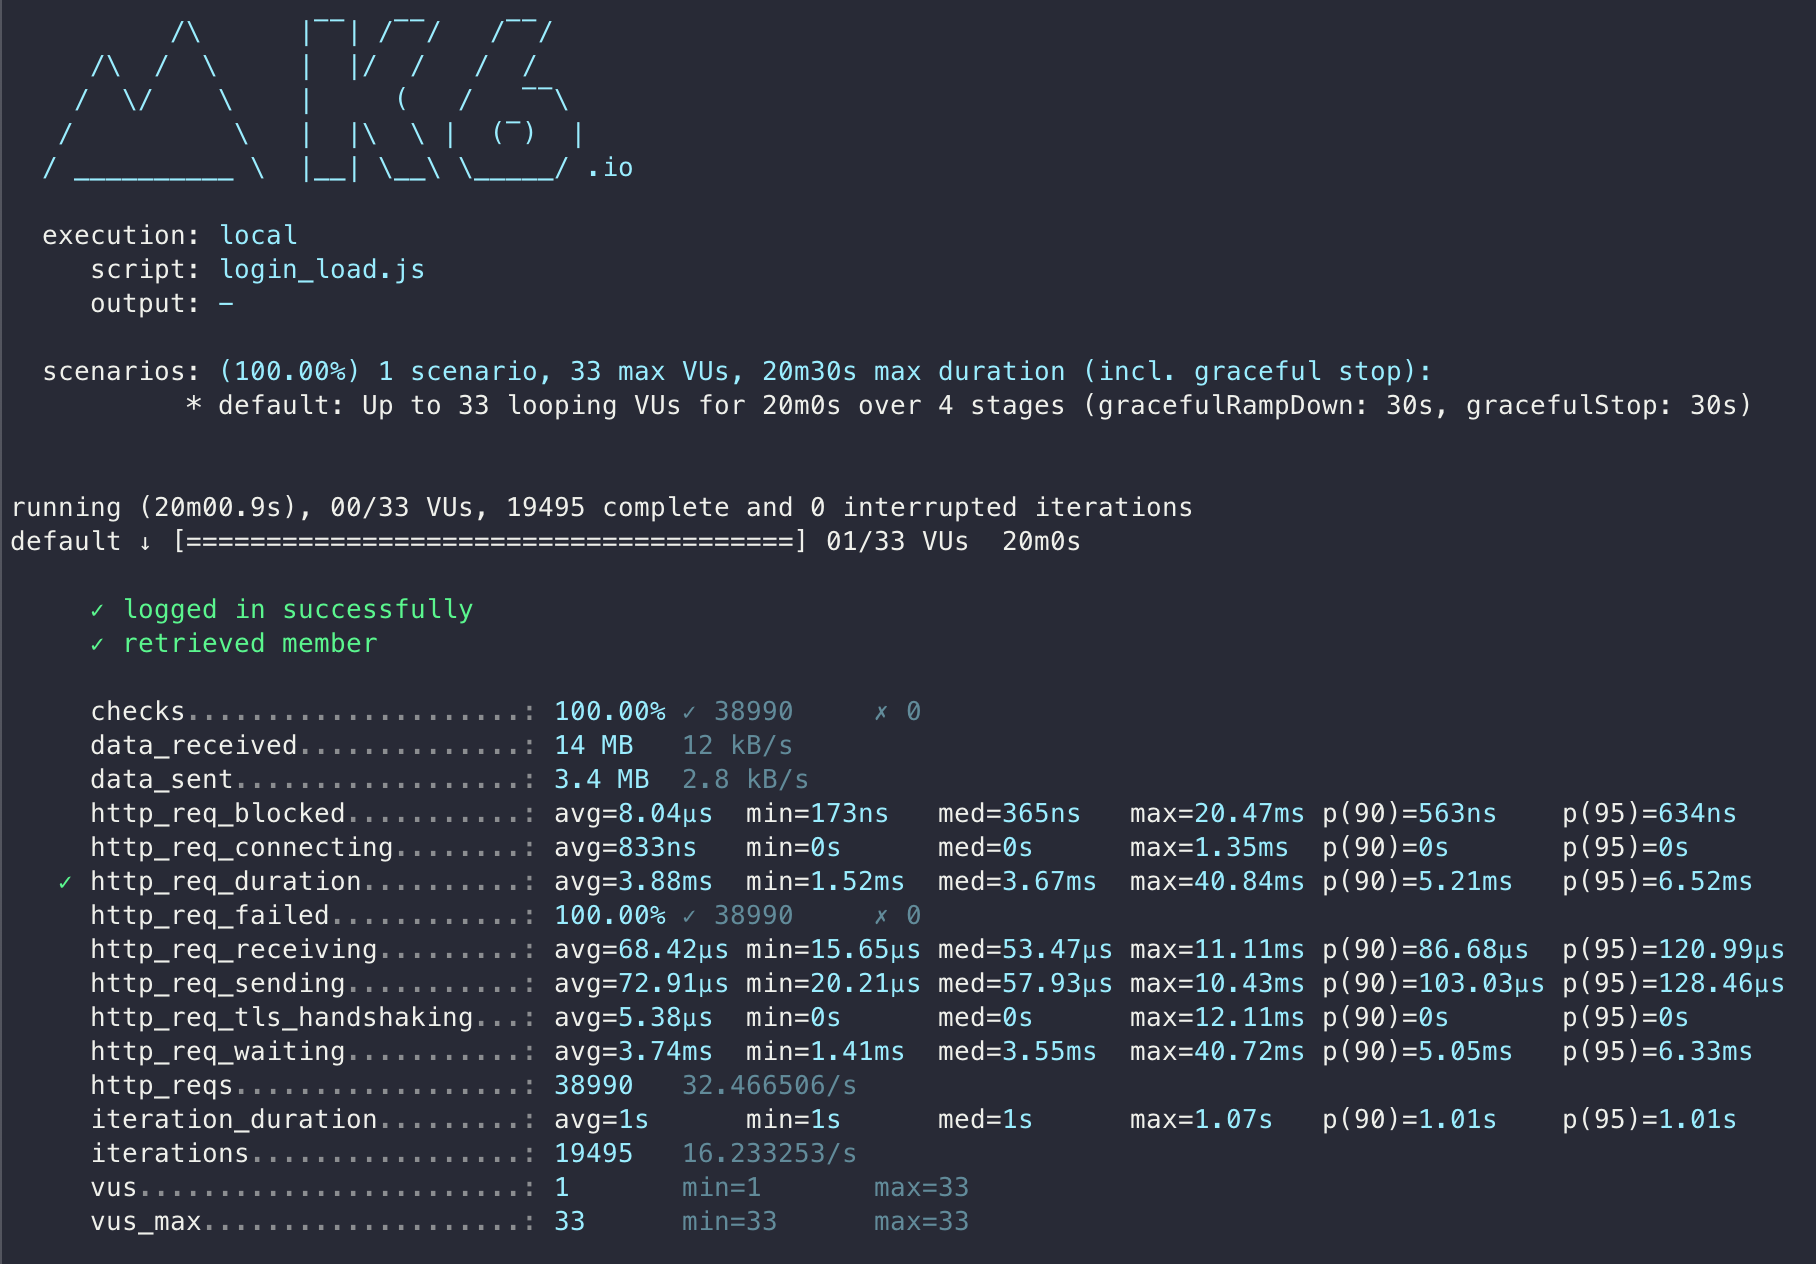 /\      |‾‾| /‾‾/   /‾‾/
     /\  /  \     |  |/  /   /  /
    /  \/    \    |     (   /   ‾‾\
   /          \   |  |\  \ |  (‾)  |
  / __________ \  |__| \__\ \_____/ .io

  execution: local
     script: login_load.js
     output: -

  scenarios: (100.00%) 1 scenario, 33 max VUs, 20m30s max duration (incl. graceful stop):
           * default: Up to 33 looping VUs for 20m0s over 4 stages (gracefulRampDown: 30s, gracefulStop: 30s)

running (20m00.9s), 00/33 VUs, 19495 complete and 0 interrupted iterations
default ↓ [======================================] 01/33 VUs  20m0s

     ✓ logged in successfully
     ✓ retrieved member

     checks.....................: 100.00% ✓ 38990     ✗ 0
     data_received..............: 14 MB   12 kB/s
     data_sent..................: 3.4 MB  2.8 kB/s
     http_req_blocked...........: avg=8.04µs  min=173ns   med=365ns   max=20.47ms p(90)=563ns    p(95)=634ns
     http_req_connecting........: avg=833ns   min=0s      med=0s      max=1.35ms  p(90)=0s       p(95)=0s
   ✓ http_req_duration..........: avg=3.88ms  min=1.52ms  med=3.67ms  max=40.84ms p(90)=5.21ms   p(95)=6.52ms
     http_req_failed............: 100.00% ✓ 38990     ✗ 0
     http_req_receiving.........: avg=68.42µs min=15.65µs med=53.47µs max=11.11ms p(90)=86.68µs  p(95)=120.99µs
     http_req_sending...........: avg=72.91µs min=20.21µs med=57.93µs max=10.43ms p(90)=103.03µs p(95)=128.46µs
     http_req_tls_handshaking...: avg=5.38µs  min=0s      med=0s      max=12.11ms p(90)=0s       p(95)=0s
     http_req_waiting...........: avg=3.74ms  min=1.41ms  med=3.55ms  max=40.72ms p(90)=5.05ms   p(95)=6.33ms
     http_reqs..................: 38990   32.466506/s
     iteration_duration.........: avg=1s      min=1s      med=1s      max=1.07s   p(90)=1.01s    p(95)=1.01s
     iterations.................: 19495   16.233253/s
     vus........................: 1       min=1       max=33
     vus_max....................: 33      min=33      max=33